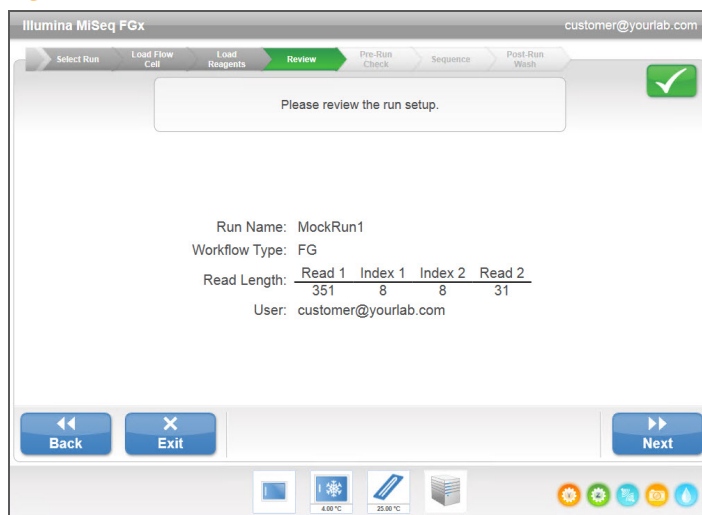 Illumina MiSeq FGx customer@yourlab.com
Select Run Load Flow Cell Load Reagents Review Pre-Run Check Sequence Post-Run Wash
Please review the run setup.
Run Name: MockRun1
Workflow Type: FG
Read Length: Read 1 Index 1 Index 2 Read 2
351 8 8 31
User: customer@yourlab.com
Back Exit Next
4.00 °C 25.00 °C